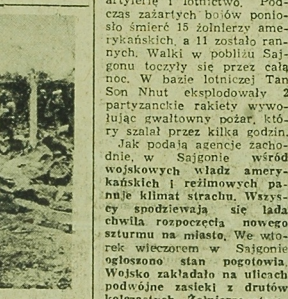 artylerię i lotnictwo. Pod-
czas zażartych bojów ponio-
sło śmierć 15 żołnierzy ame-
rykańskich, a 11 zostało ran-
nych. Walki w pobliżu Saj-
gonu toczyły się przez całą
noc. W bazie lotniczej Tan
Son Nhut eksplodowały 2
partyzanckie rakiety wywo-
łując gwałtowny pożar, któ-
ry szalał przez kilka godzin.
Jak podają agencje zacho-
dnie, w Sajgonie wśród
wojskowych władz amery-
kańskich i reżimowych pa-
nuje klimat strachu. Wszys-
cy spodziewają się lada
chwila rozpoczęcia nowego
szturmu na miasto. We wto-
rek wieczorem w Sajgonie
ogłoszono stan pogotowia.
Wojsko zakładało na ulicach
podwójne zasieki z drutów